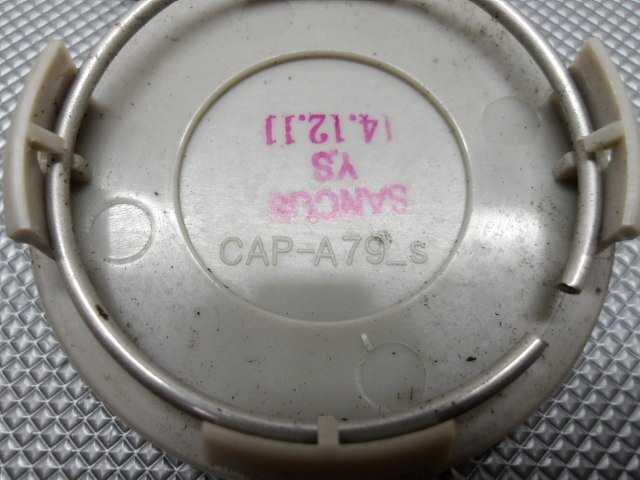 SANCUS
Y.S
14.12.11
CAP-A79_s